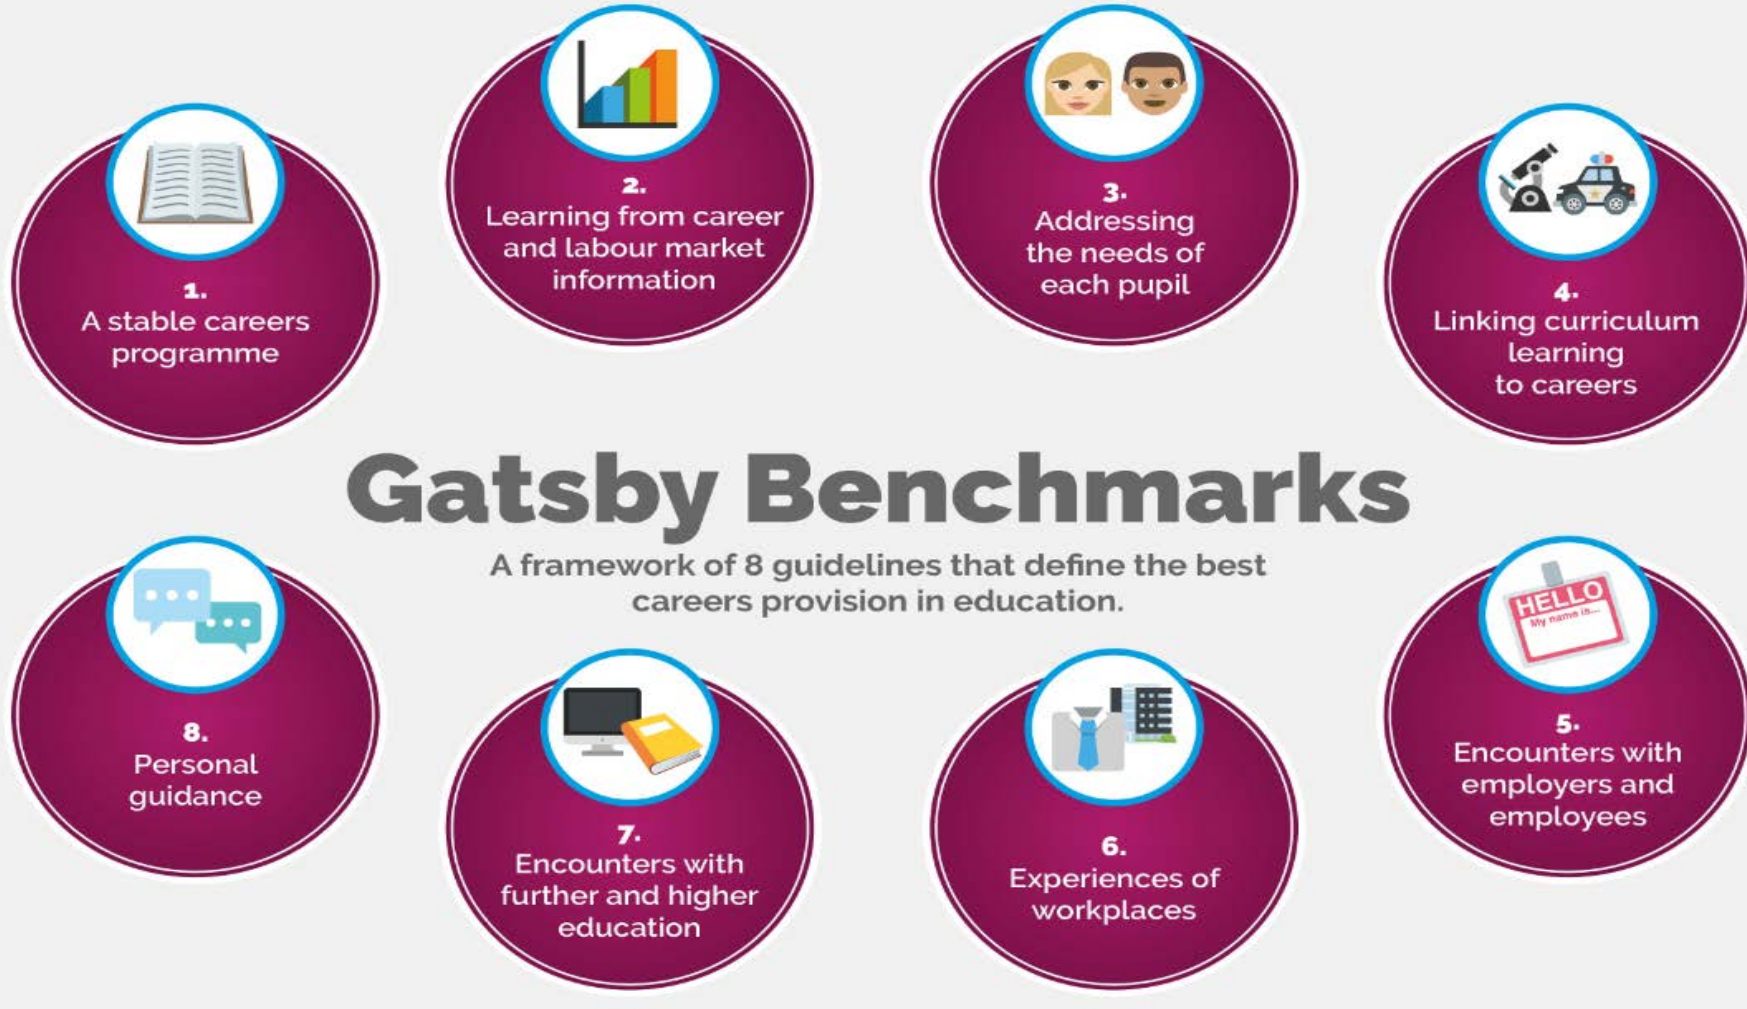 1.
A stable careers
programme
2.
Learning from career
and labour market
information
3.
Addressing
the needs of
each pupil
4.
Linking curriculum
learning
to careers
Gatsby Benchmarks
A framework of 8 guidelines that define the best
careers provision in education.
HELLO
My name is...
5.
Encounters with
employers and
employees
6.
Experiences of
workplaces
7.
Encounters with
further and higher
education
8.
Personal
guidance